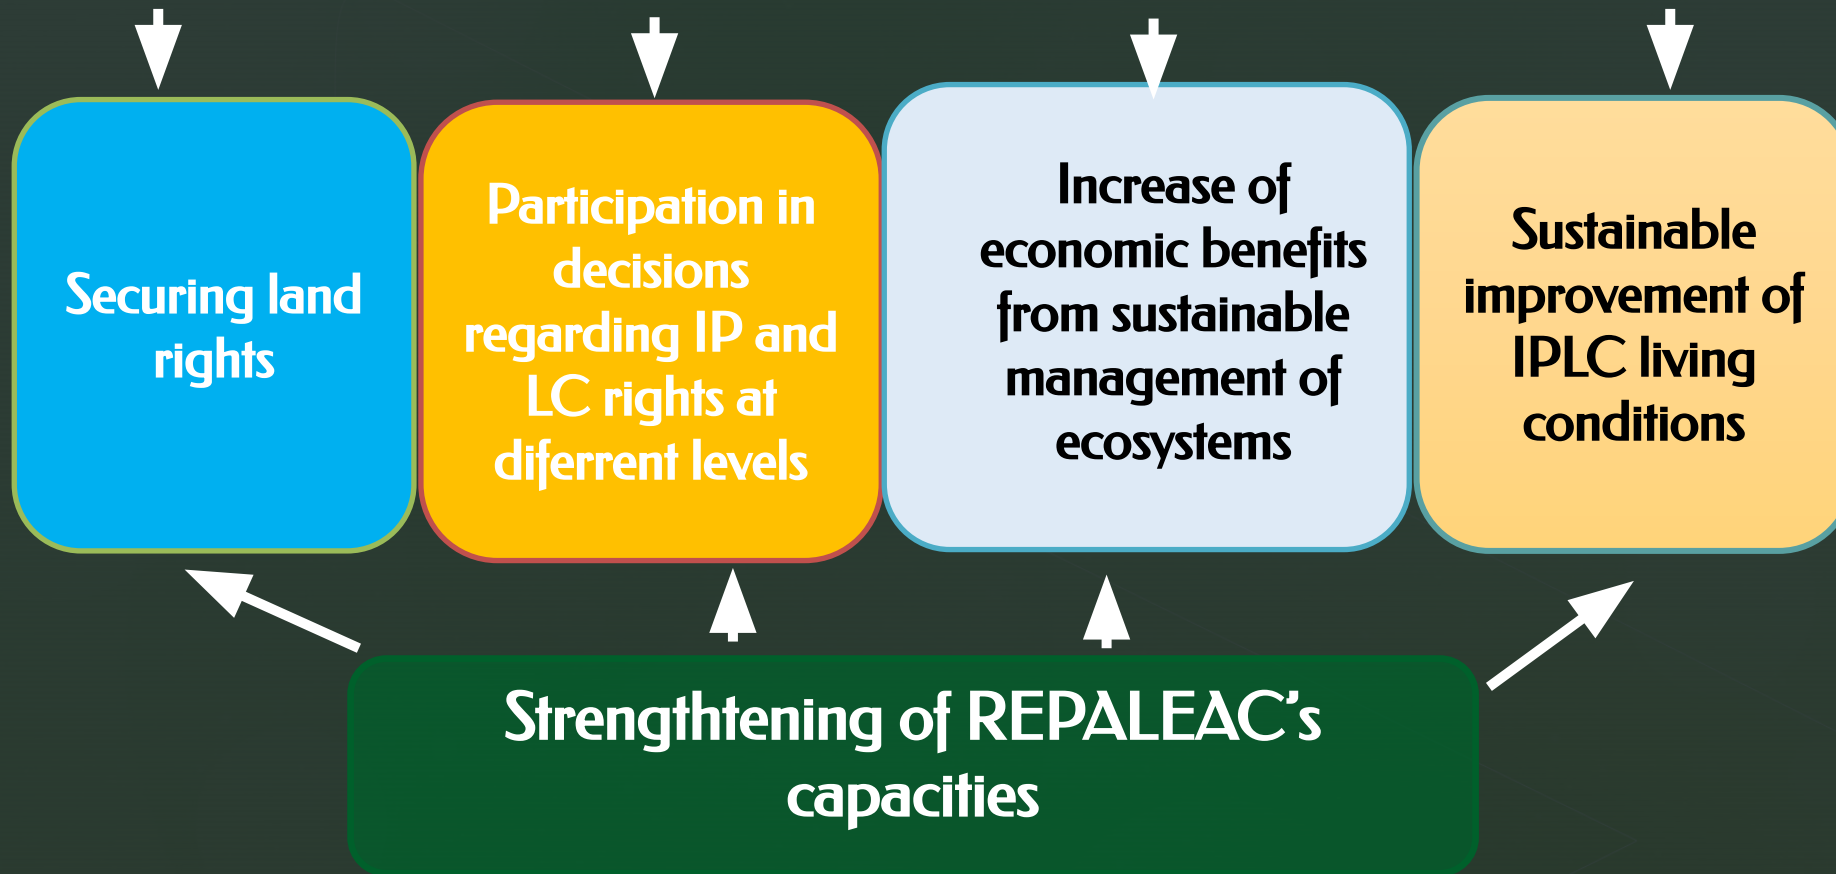 Securing land
rights
Participation in
decisions
regarding IP and
LC rights at
diferrent levels
Increase of
economic benefits
from sustainable
management of
ecosystems
Sustainable
improvement of
IPLC living
conditions
Strengthtening of REPALEAC’s
capacities